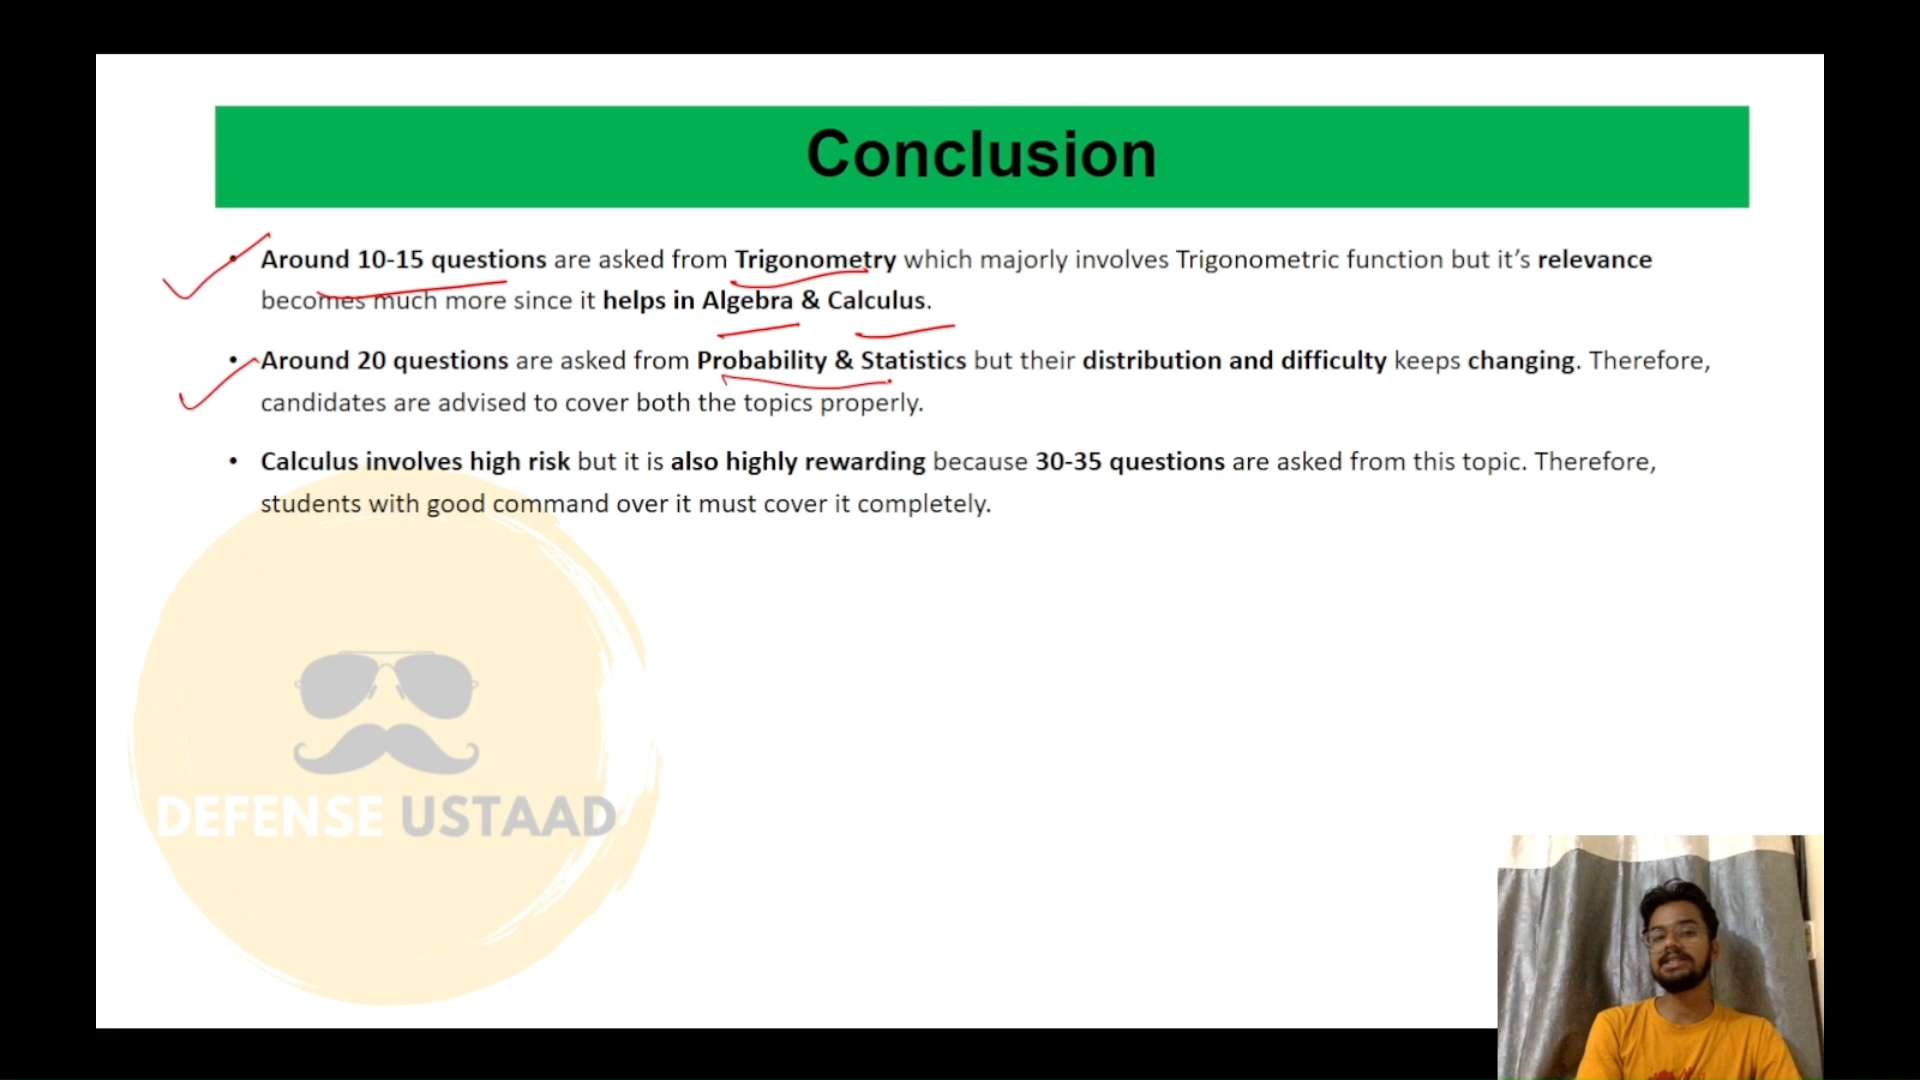 Conclusion
• Around 10-15 questions are asked from Trigonometry which majorly involves Trigonometric function but it’s relevance
becomes much more since it helps in Algebra & Calculus.
• Around 20 questions are asked from Probability & Statistics but their distribution and difficulty keeps changing. Therefore,
candidates are advised to cover both the topics properly.
• Calculus involves high risk but it is also highly rewarding because 30-35 questions are asked from this topic. Therefore,
students with good command over it must cover it completely.
DEFENSE USTAAD